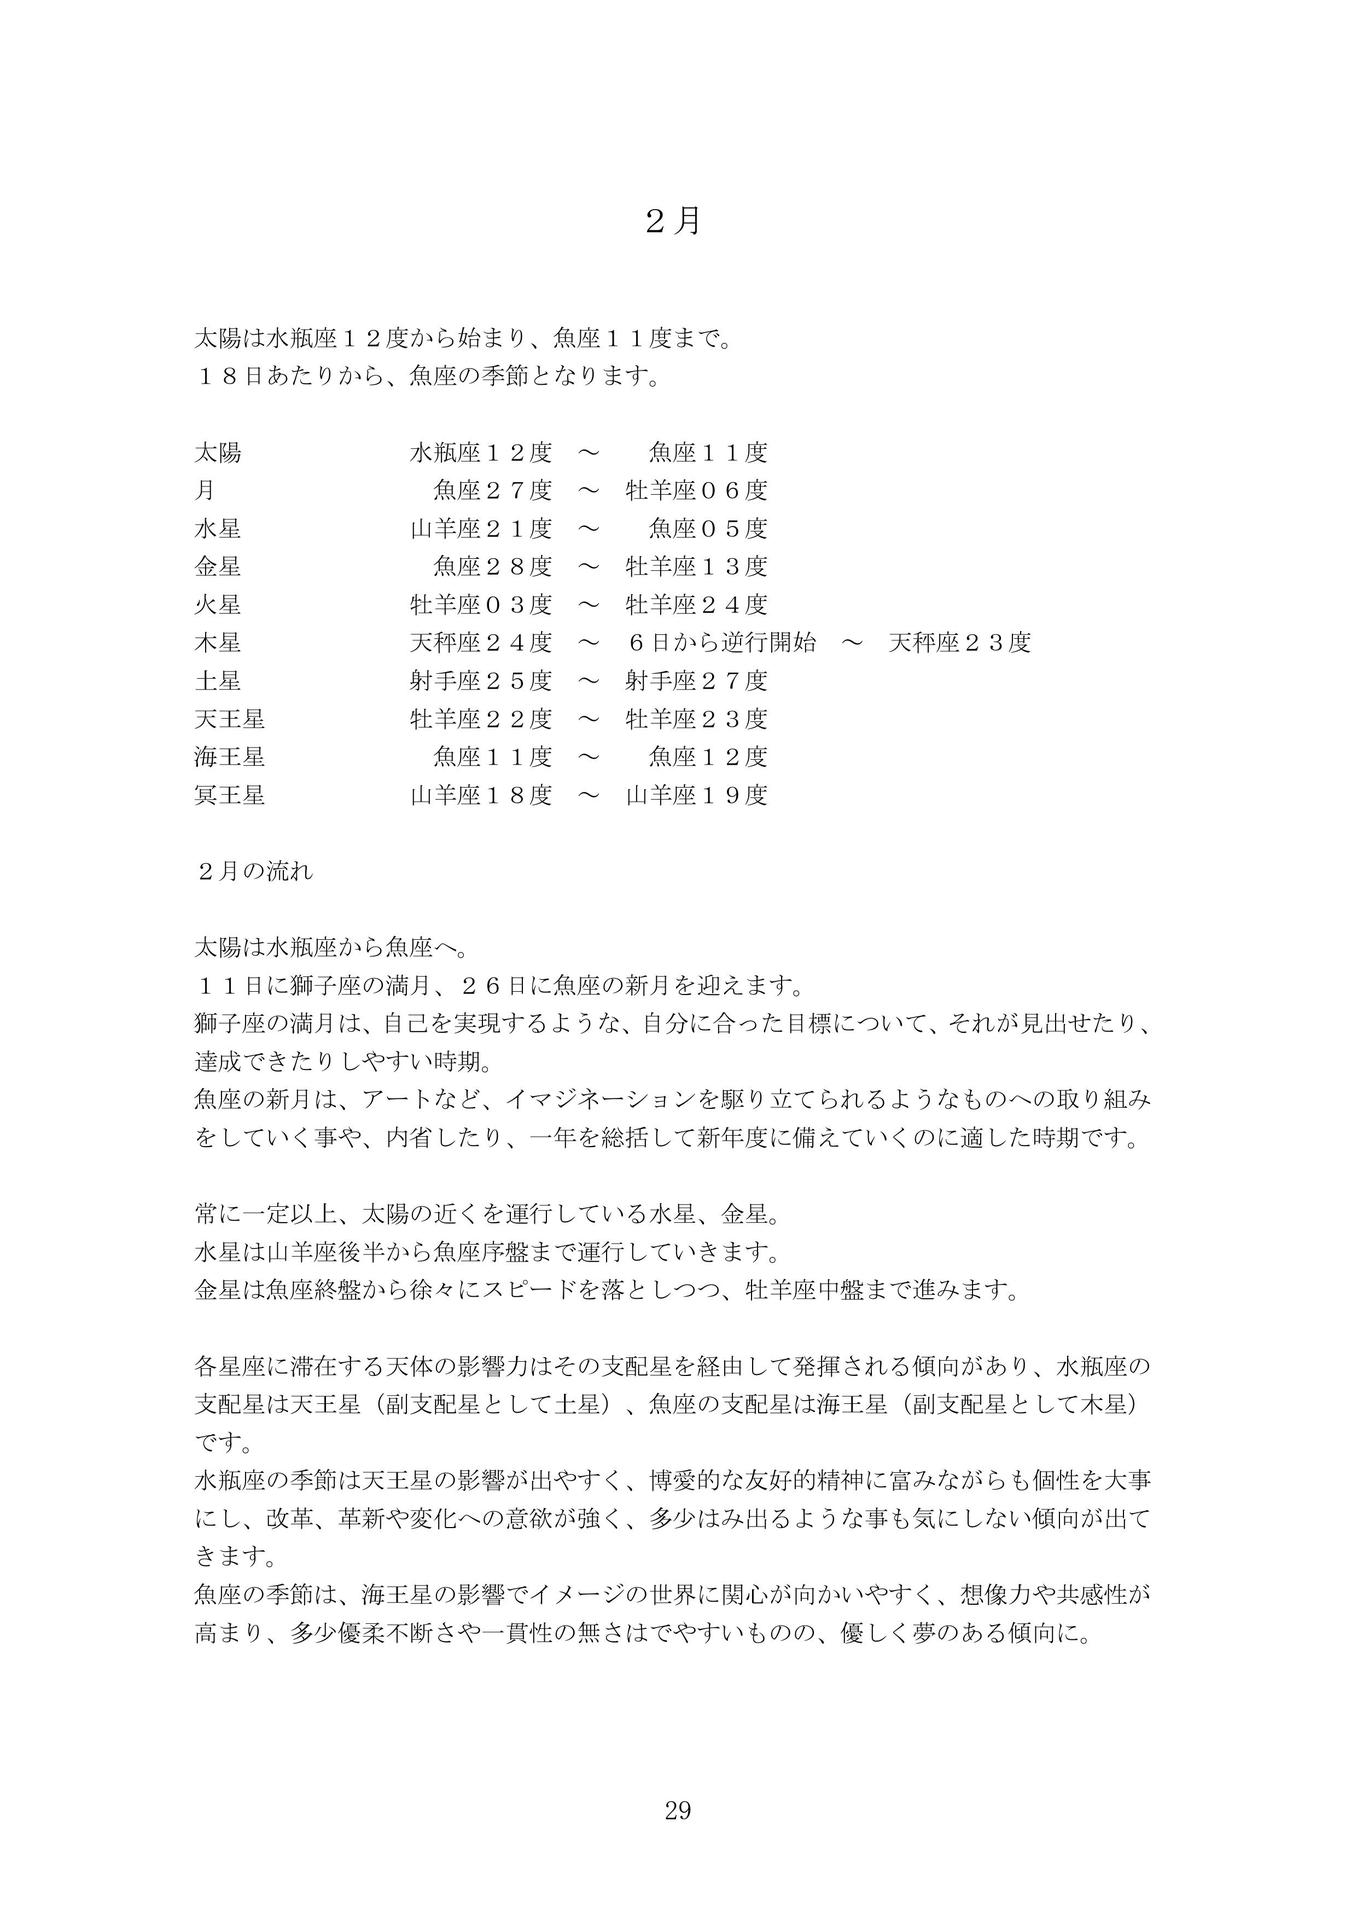 ２月
太陽は水瓶座１２度から始まり、魚座１１度まで。
１８日あたりから、魚座の季節となります。
太陽　　　　　　　水瓶座１２度　～　　魚座１１度
月　　　　　　　　　魚座２７度　～　牡羊座０６度
水星　　　　　　　山羊座２１度　～　　魚座０５度
金星　　　　　　　　魚座２８度　～　牡羊座１３度
火星　　　　　　　牡羊座０３度　～　牡羊座２４度
木星　　　　　　　天秤座２４度　～　６日から逆行開始　～　天秤座２３度
土星　　　　　　　射手座２５度　～　射手座２７度
天王星　　　　　　牡羊座２２度　～　牡羊座２３度
海王星　　　　　　　魚座１１度　～　　魚座１２度
冥王星　　　　　　山羊座１８度　～　山羊座１９度
２月の流れ
太陽は水瓶座から魚座へ。
１１日に獅子座の満月、２６日に魚座の新月を迎えます。
獅子座の満月は、自己を実現するような、自分に合った目標について、それが見出せたり、
達成できたりしやすい時期。
魚座の新月は、アートなど、イマジネーションを駆り立てられるようなものへの取り組み
をしていく事や、内省したり、一年を総括して新年度に備えていくのに適した時期です。
常に一定以上、太陽の近くを運行している水星、金星。
水星は山羊座後半から魚座序盤まで運行していきます。
金星は魚座終盤から徐々にスピードを落としつつ、牡羊座中盤まで進みます。
各星座に滞在する天体の影響力はその支配星を経由して発揮される傾向があり、水瓶座の
支配星は天王星（副支配星として土星）、魚座の支配星は海王星（副支配星として木星）
です。
水瓶座の季節は天王星の影響が出やすく、博愛的な友好的精神に富みながらも個性を大事
にし、改革、革新や変化への意欲が強く、多少はみ出るような事も気にしない傾向が出て
きます。
魚座の季節は、海王星の影響でイメージの世界に関心が向かいやすく、想像力や共感性が
高まり、多少優柔不断さや一貫性の無さはでやすいものの、優しく夢のある傾向に。
29